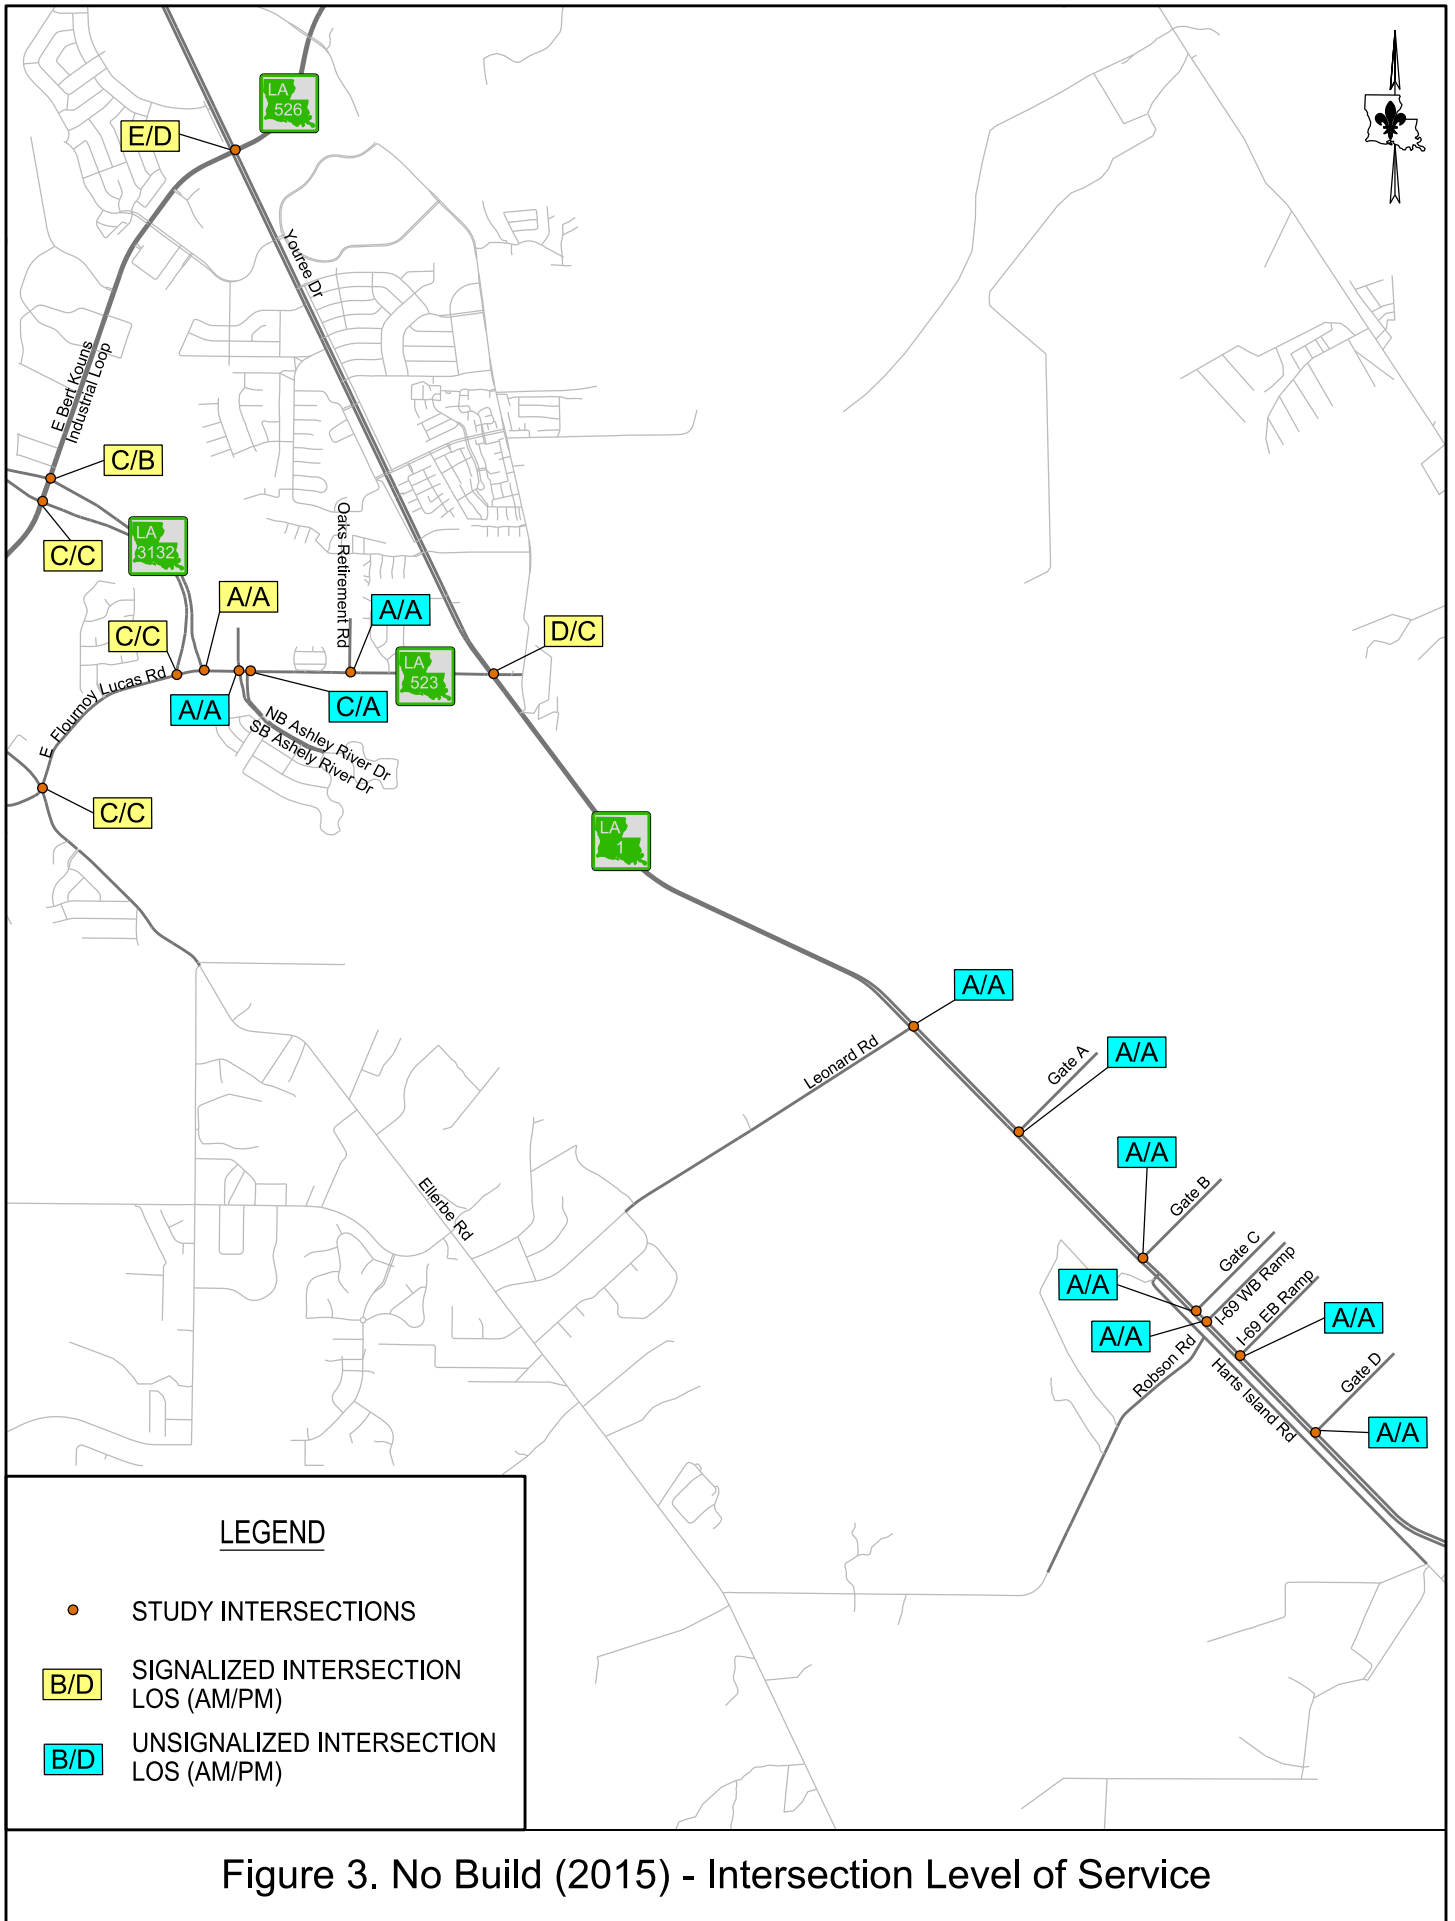 LA
526
E/D
Youree Dr
E Bert Kouns
Industrial Loop
C/B
C/C
LA
3132
Oaks Retirement Rd
A/A
A/A
C/C
D/C
LA
523
E Flournoy Lucas Rd
A/A
C/A
NB Ashley River Dr
SB Ashely River Dr
C/C
LA
1
A/A
Leonard Rd
Gate A
A/A
A/A
Gate B
Ellerbe Rd
Gate C
I-69 WB Ramp
I-69 EB Ramp
A/A
A/A
A/A
Robson Rd
Harts Island Rd
Gate D
A/A
LEGEND
STUDY INTERSECTIONS
B/D
SIGNALIZED INTERSECTION
LOS (AM/PM)
B/D
UNSIGNALIZED INTERSECTION
LOS (AM/PM)
Figure 3. No Build (2015) - Intersection Level of Service